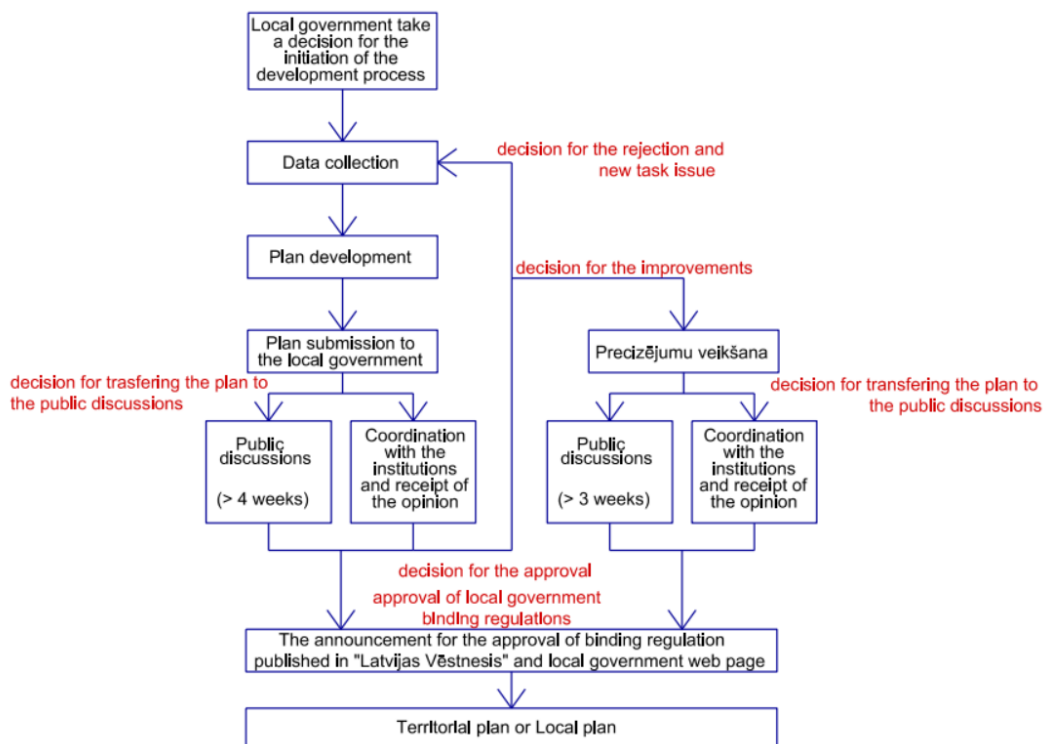 Local government take
a decision for the
initiation of the
development process
Data collection
decision for the rejection and
new task issue
Plan development
decision for the improvements
Plan submission to
the local government
Precizējumu veikšana
decision for trasfering the plan to
the public discussions
decision for transfering the plan to
the public discussions
Public
discussions
(> 4 weeks)
Coordination
with the
institutions
and receipt of
the opinion
Public
discussions
(> 3 weeks)
Coordination
with the
institutions
and receipt of
the opinion
decision for the approval
approval of local government
binding regulations
The announcement for the approval of binding regulation
published in "Latvijas Vēstnesis" and local government web page
Territorial plan or Local plan